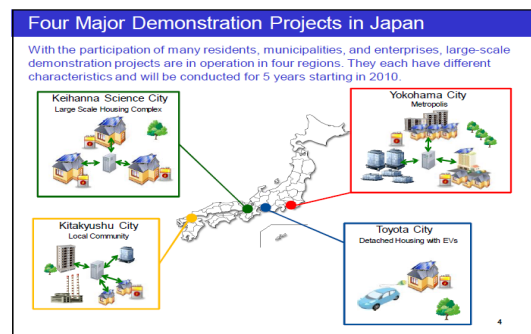 Four Major Demonstration Projects in Japan
With the participation of many residents, municipalities, and enterprises, large-scale
demonstration projects are in operation in four regions. They each have different
characteristics and will be conducted for 5 years starting in 2010.
Keihanna Science City
Large Scale Housing Complex
Yokohama City
Metropolis
Kitakyushu City
Local Community
Toyota City
Detached Housing with EVs
4